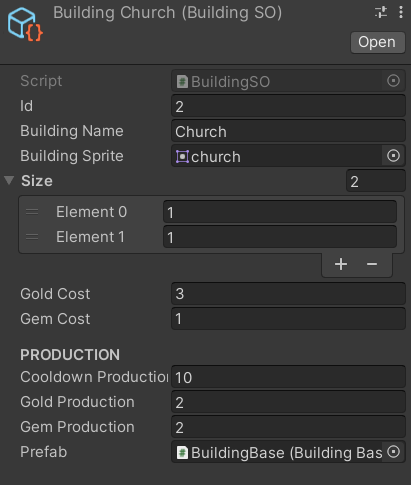 Building Church (Building SO)
Open
Script BuildingSO
Id 2
Building Name Church
Building Sprite church
Size 2
Element 0 1
Element 1 1
Gold Cost 3
Gem Cost 1
PRODUCTION
Cooldown Production 10
Gold Production 2
Gem Production 2
Prefab BuildingBase (Building Bas